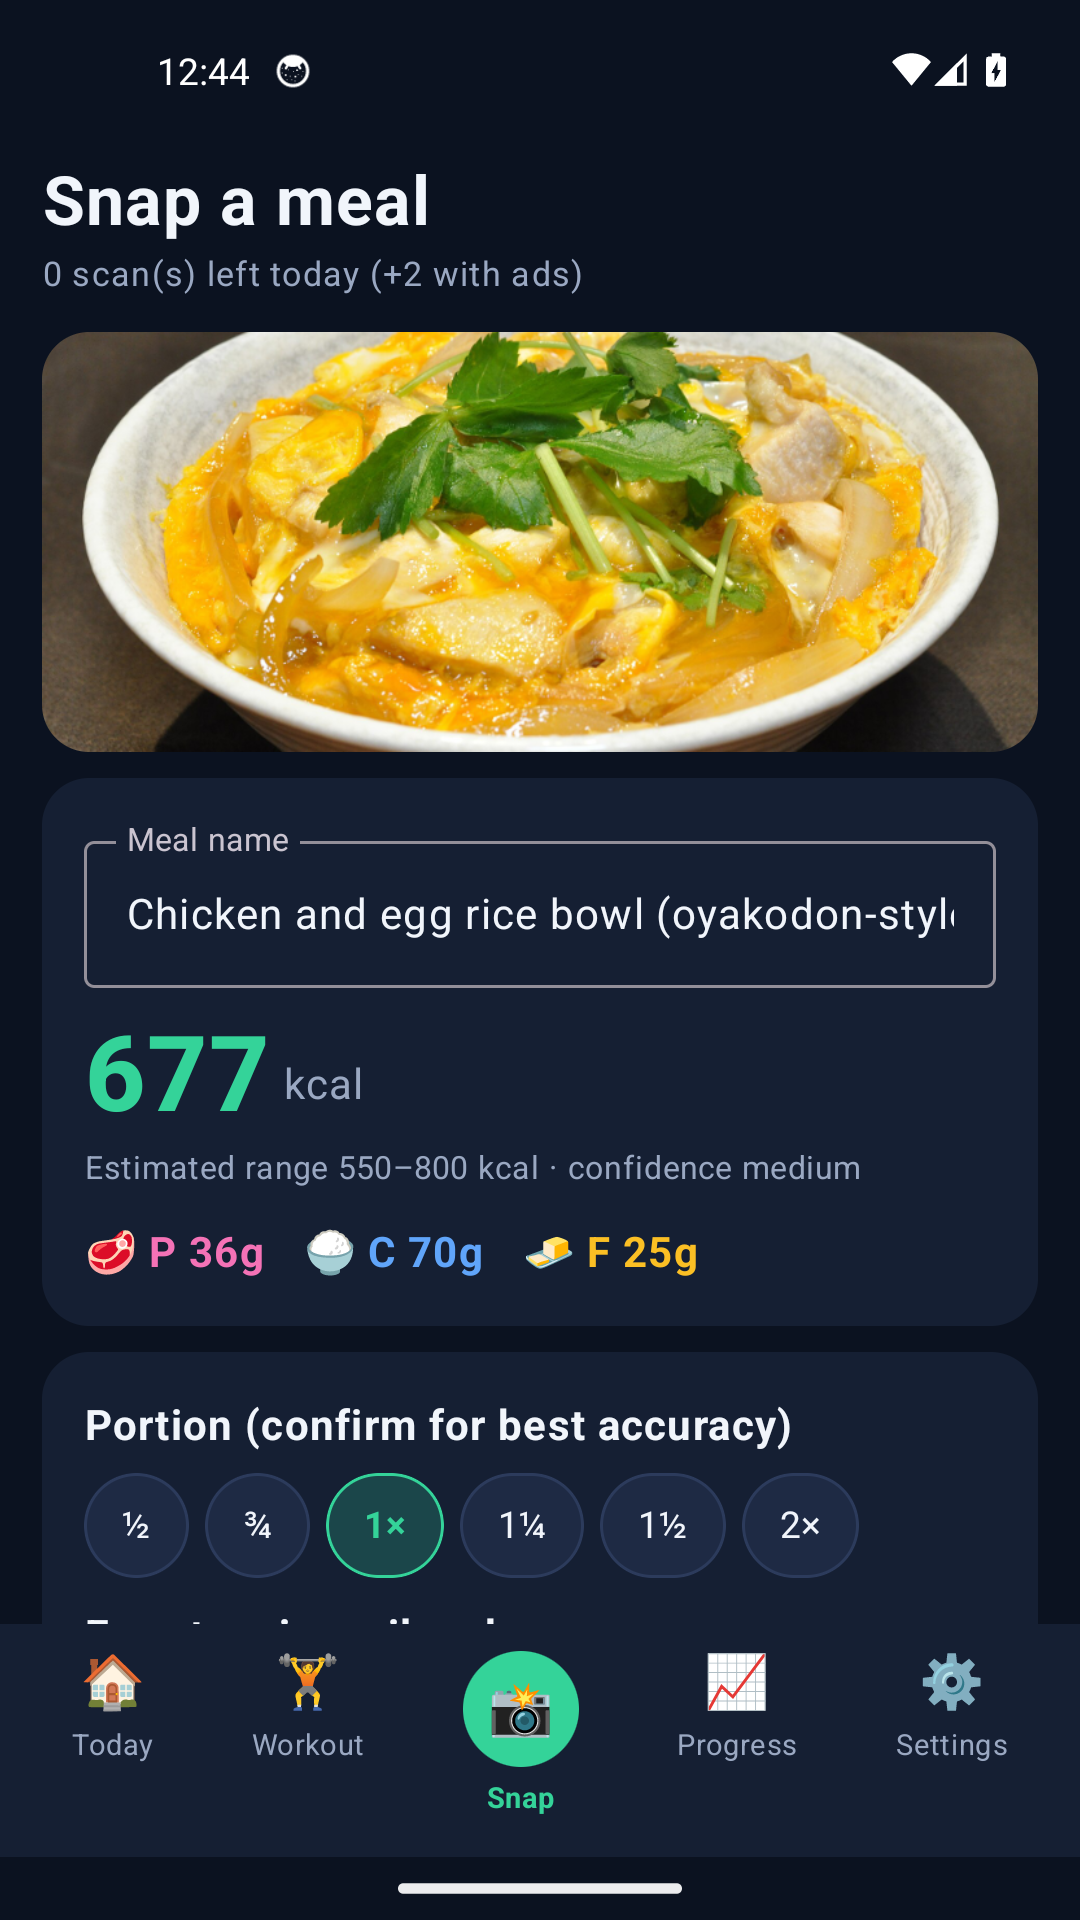 12:44
Snap a meal
0 scan(s) left today (+2 with ads)
Meal name
Chicken and egg rice bowl (oyakodon-style
677 kcal
Estimated range 550–800 kcal · confidence medium
P 36g C 70g F 25g
Portion (confirm for best accuracy)
½ ¾ 1× 1¼ 1½ 2×
Today Workout Snap Progress Settings